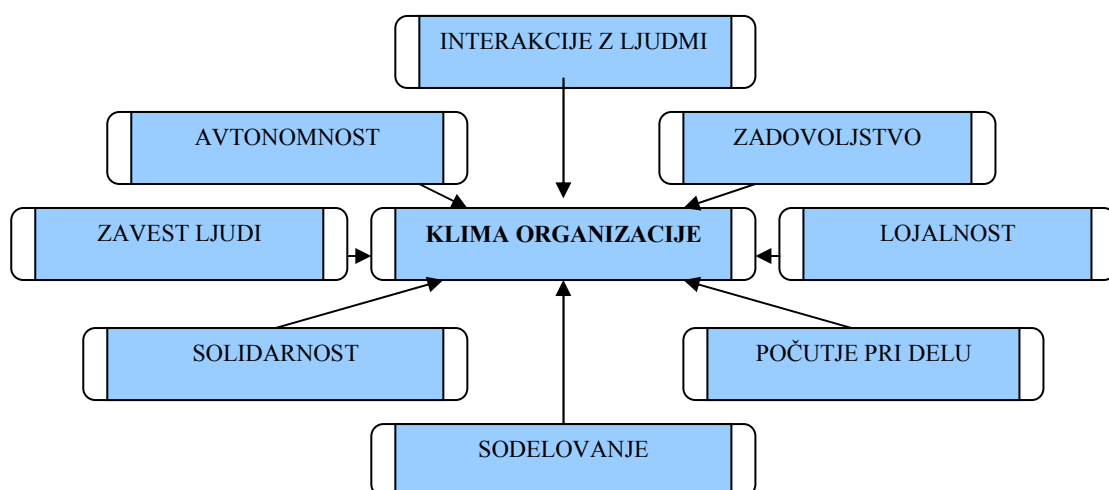 INTERAKCIJE Z LJUDMI
AVTONOMNOST
ZADOVOLJSTVO
ZAVEST LJUDI
KLIMA ORGANIZACIJE
LOJALNOST
SOLIDARNOST
POČUTJE PRI DELU
SODELOVANJE